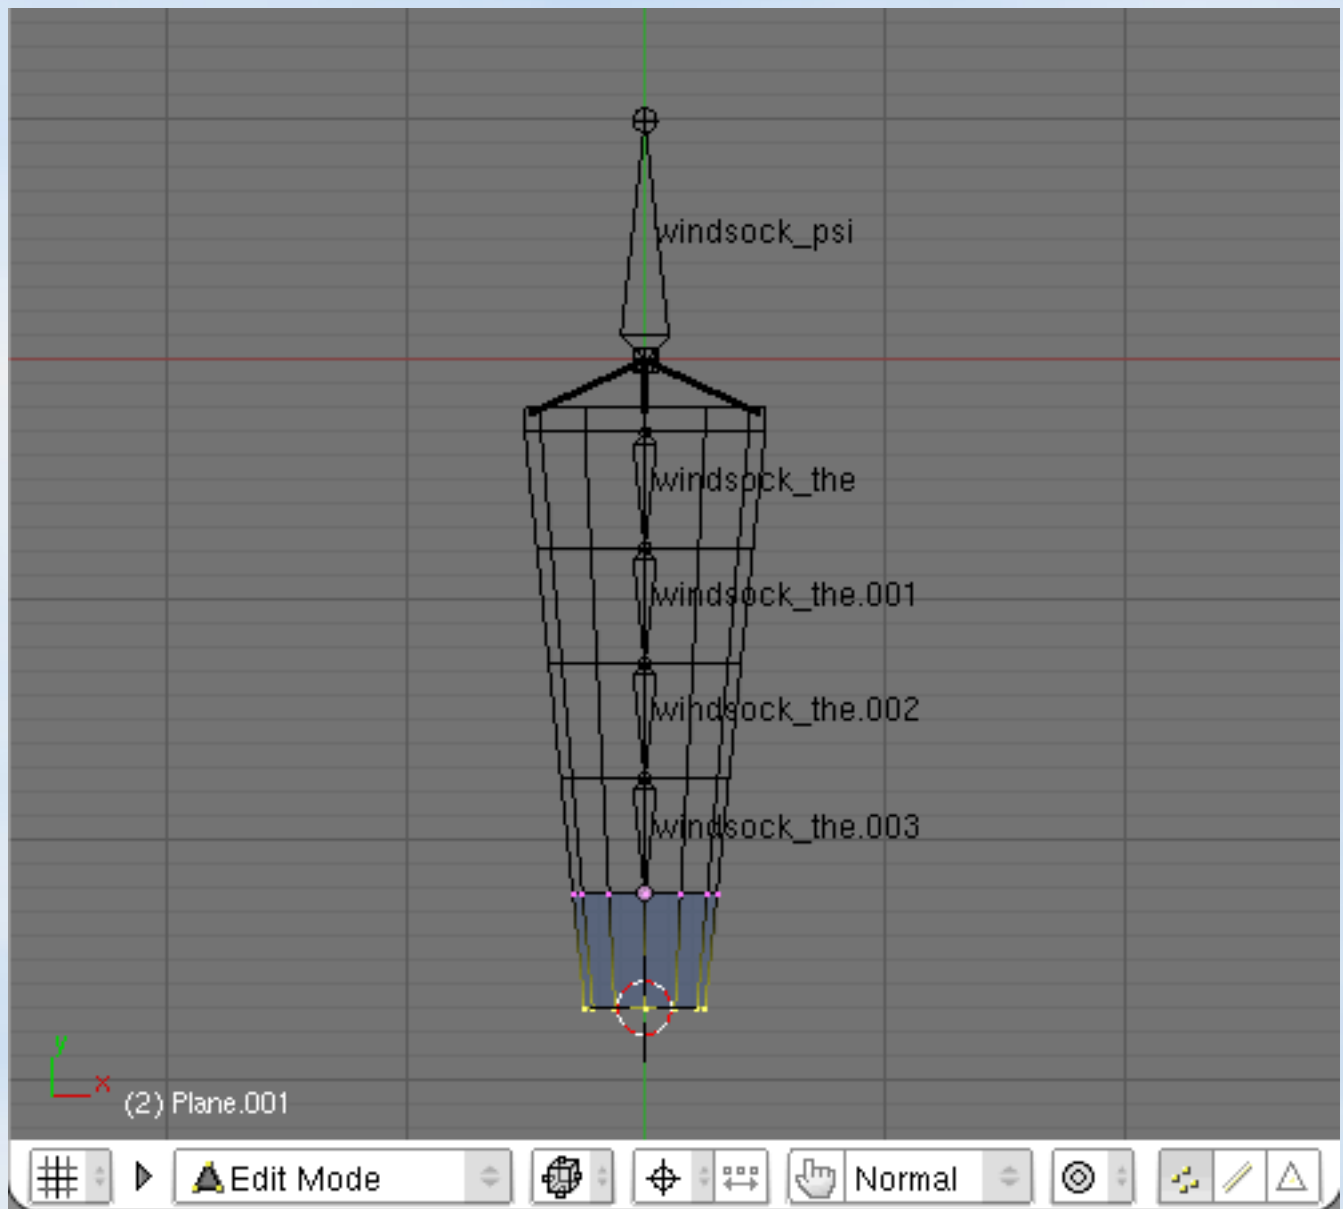 windsock_psi
windsock_the
windsock_the.001
windsock_the.002
windsock_the.003
y
x
(2) Plane.001
Edit Mode
Normal